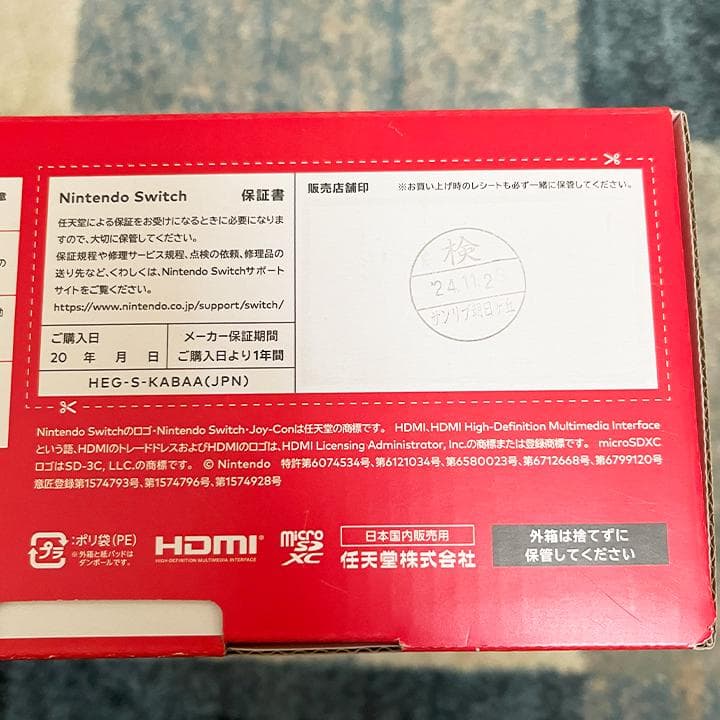 意
の
動
Nintendo Switch 保証書
任天堂による保証をお受けになるときに必要になりま
すので、大切に保管してください。
保証規程や修理サービス規程、点検の依頼、修理品の
送り先など、くわしくは、Nintendo Switchサポート
サイトをご覧ください。
https://www.nintendo.co.jp/support/switch/
ご購入日 メーカー保証期間
20 年 月 日 ご購入日より1年間
HEG-S-KABAA(JPN)
販売店舗印 ※お買い上げ時のレシートも必ず一緒に保管してください。
検
'24.11.2
サンリブ朝日ケ丘
Nintendo Switchのロゴ・Nintendo Switch・Joy-Conは任天堂の商標です。 HDMI、HDMI High-Definition Multimedia Interface
という語、HDMIのトレードドレスおよびHDMIのロゴは、HDMI Licensing Administrator, Inc.の商標または登録商標です。 microSDXC
ロゴはSD-3C, LLC.の商標です。 © Nintendo 特許第6074534号、第6121034号、第6580023号、第6712668号、第6799120号
意匠登録第1574793号、第1574796号、第1574928号
プラ
:ポリ袋(PE)
※外箱と紙パッドは
ダンボールです。
HDMI
HIGH-DEFINITION MULTIMEDIA INTERFACE
micro
SD
XC
日本国内販売用
任天堂株式会社
外箱は捨てずに
保管してください